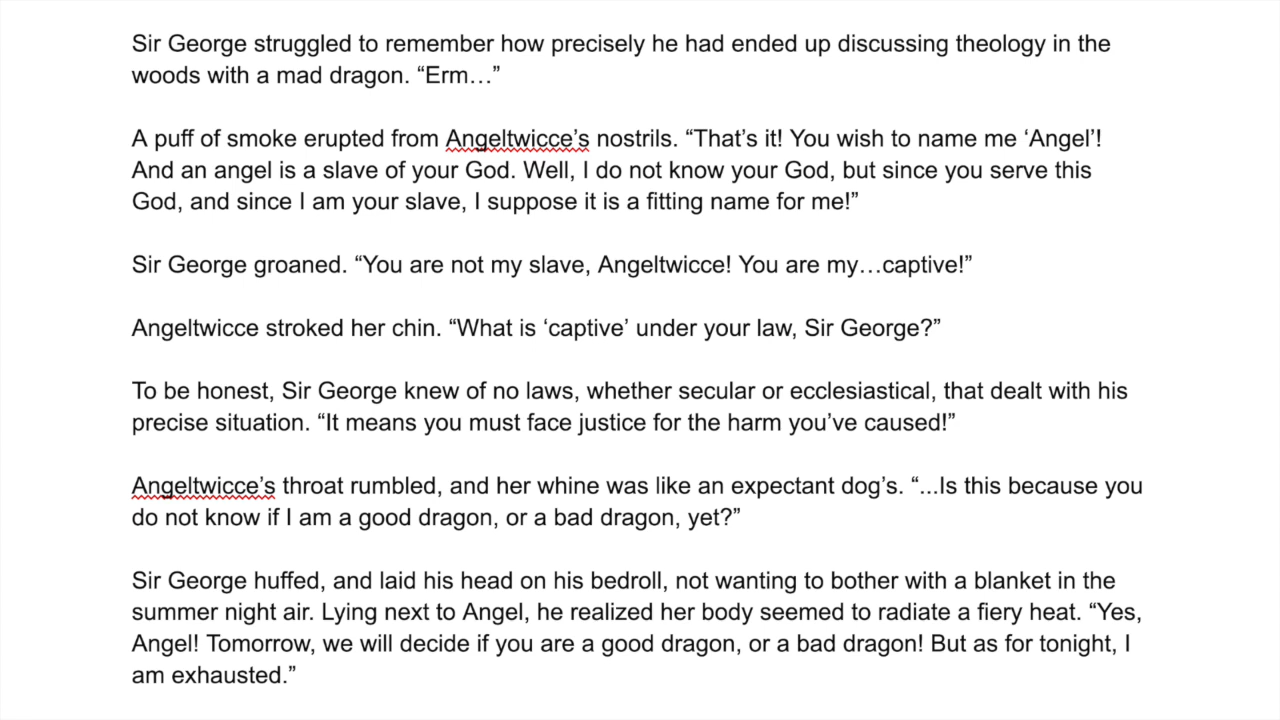 Sir George struggled to remember how precisely he had ended up discussing theology in the
woods with a mad dragon. “Erm…”
A puff of smoke erupted from Angeltwicce’s nostrils. “That’s it! You wish to name me ‘Angel’!
And an angel is a slave of your God. Well, I do not know your God, but since you serve this
God, and since I am your slave, I suppose it is a fitting name for me!”
Sir George groaned. “You are not my slave, Angeltwicce! You are my…captive!”
Angeltwicce stroked her chin. “What is ‘captive’ under your law, Sir George?”
To be honest, Sir George knew of no laws, whether secular or ecclesiastical, that dealt with his
precise situation. “It means you must face justice for the harm you’ve caused!”
Angeltwicce’s throat rumbled, and her whine was like an expectant dog’s. “...Is this because you
do not know if I am a good dragon, or a bad dragon, yet?”
Sir George huffed, and laid his head on his bedroll, not wanting to bother with a blanket in the
summer night air. Lying next to Angel, he realized her body seemed to radiate a fiery heat. “Yes,
Angel! Tomorrow, we will decide if you are a good dragon, or a bad dragon! But as for tonight, I
am exhausted.”